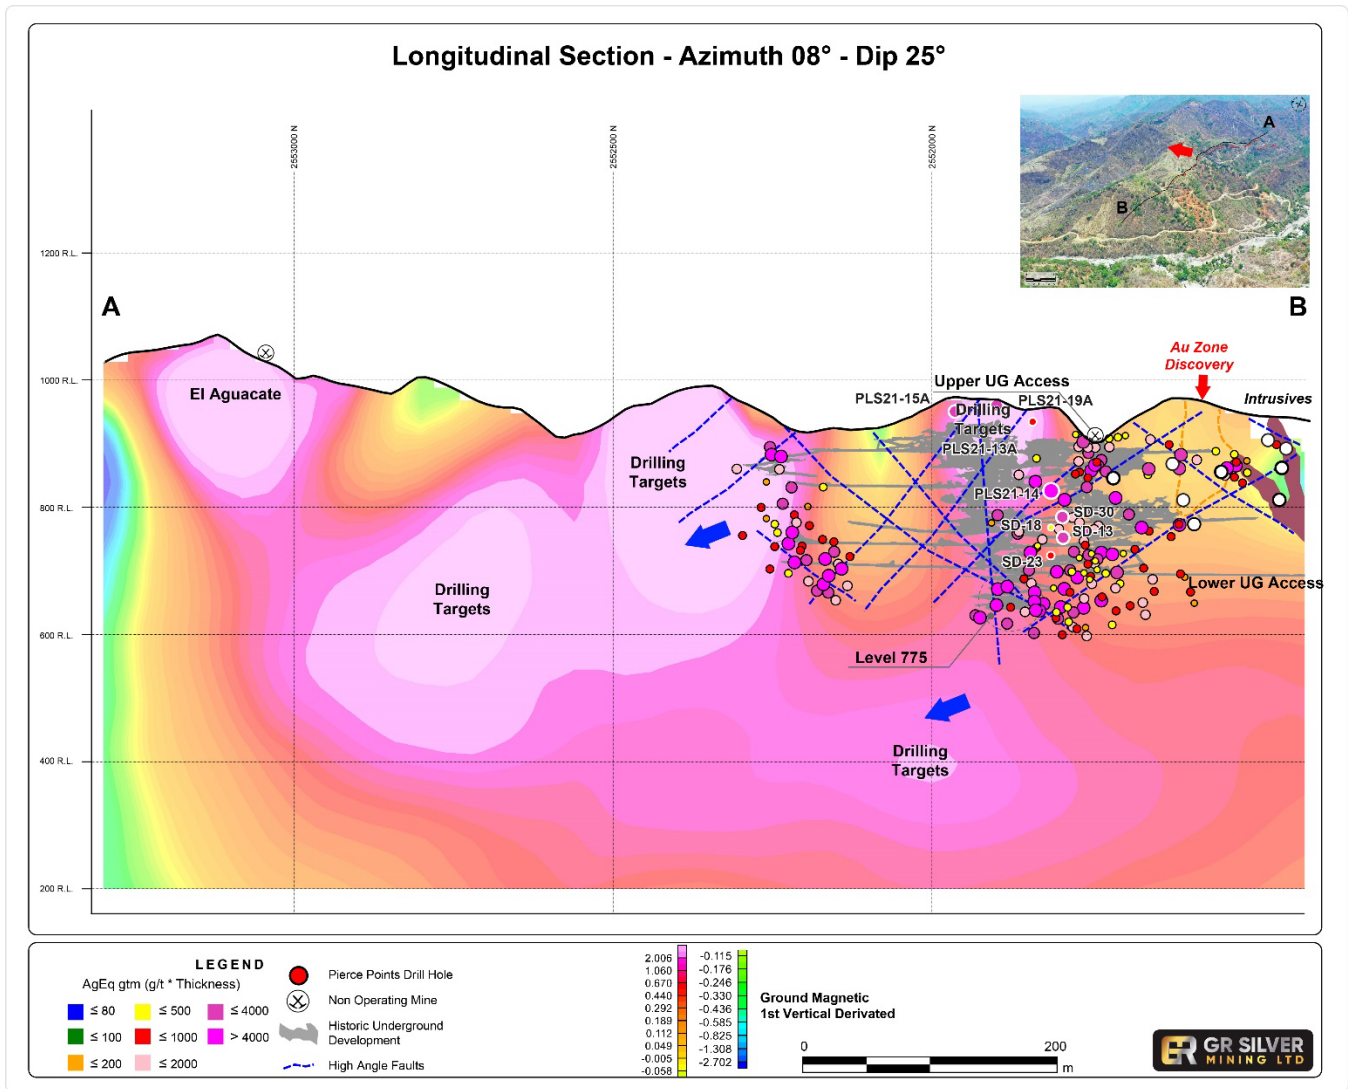 Longitudinal Section - Azimuth 08° - Dip 25°
2553000 N
2552500 N
2552000 N
A
B
1200 R.L.
1000 R.L.
800 R.L.
600 R.L.
400 R.L.
200 R.L.
A
B
Au Zone
Discovery
El Aguacate
Upper UG Access
PLS21-15A
PLS21-19A
Intrusives
Drilling
Targets
PLS21-13A
Drilling
Targets
PLS21-14
SD-30
SD-18
SD-13
SD-23
Lower UG Access
Drilling
Targets
Level 775
Drilling
Targets
LEGEND
AgEq gtm (g/t * Thickness)
≤ 80
≤ 500
≤ 4000
≤ 100
≤ 1000
> 4000
≤ 200
≤ 2000
Pierce Points Drill Hole
Non Operating Mine
Historic Underground
Development
High Angle Faults
2.006
1.060
0.670
0.440
0.292
0.189
0.112
0.049
-0.005
-0.058
-0.115
-0.176
-0.246
-0.330
-0.436
-0.585
-0.825
-1.308
-2.702
Ground Magnetic
1st Vertical Derivated
0
200
m
GR SILVER
MINING LTD